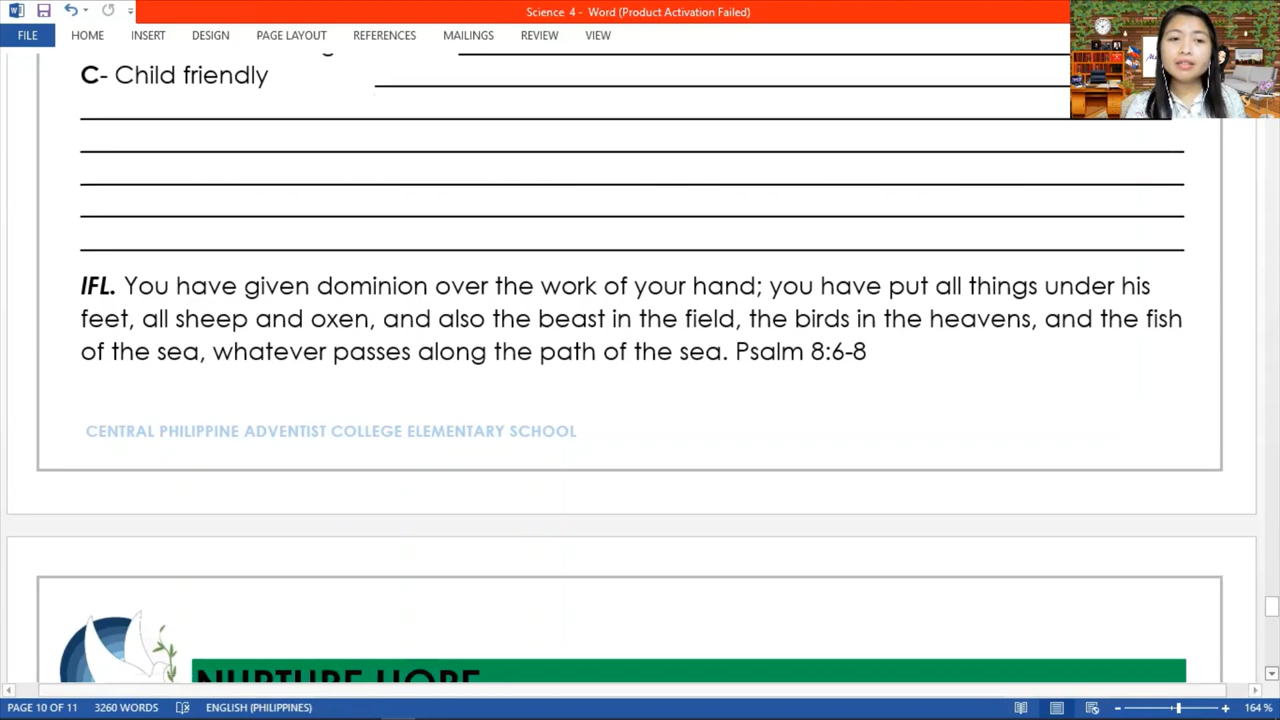 Science 4 - Word (Product Activation Failed)
FILE HOME INSERT DESIGN PAGE LAYOUT REFERENCES MAILINGS REVIEW VIEW
C- Child friendly
IFL. You have given dominion over the work of your hand; you have put all things under his
feet, all sheep and oxen, and also the beast in the field, the birds in the heavens, and the fish
of the sea, whatever passes along the path of the sea. Psalm 8:6-8
CENTRAL PHILIPPINE ADVENTIST COLLEGE ELEMENTARY SCHOOL
NURTURE HOPE
PAGE 10 OF 11 3260 WORDS ENGLISH (PHILIPPINES) 164 %